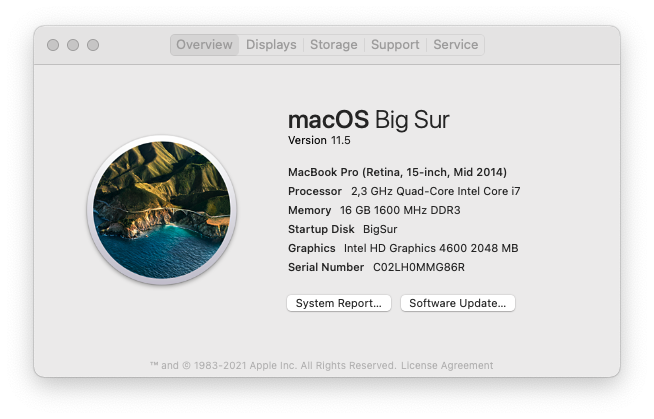 Overview Displays Storage Support Service
macOS Big Sur
Version 11.5
MacBook Pro (Retina, 15-inch, Mid 2014)
Processor 2,3 GHz Quad-Core Intel Core i7
Memory 16 GB 1600 MHz DDR3
Startup Disk BigSur
Graphics Intel HD Graphics 4600 2048 MB
Serial Number C02LH0MMG86R
System Report... Software Update...
™ and © 1983-2021 Apple Inc. All Rights Reserved. License Agreement